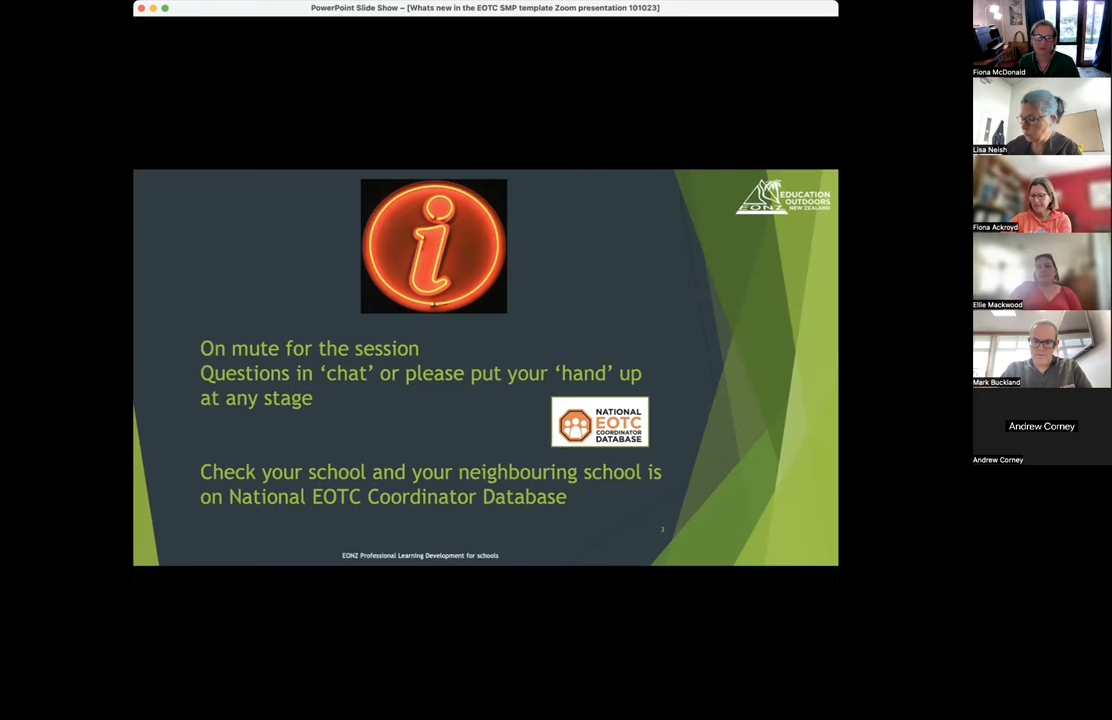 PowerPoint Slide Show – [Whats new in the EOTC SMP template Zoom presentation 101023]
EDUCATION
OUTDOORS
NEW ZEALAND
EONZ
i
On mute for the session
Questions in ‘chat’ or please put your ‘hand’ up
at any stage
NATIONAL
EOTC
COORDINATOR
DATABASE
Check your school and your neighbouring school is
on National EOTC Coordinator Database
3
EONZ Professional Learning Development for schools
Fiona McDonald
Lisa Neish
Fiona Ackroyd
Ellie Mackwood
Mark Buckland
Andrew Corney
Andrew Corney